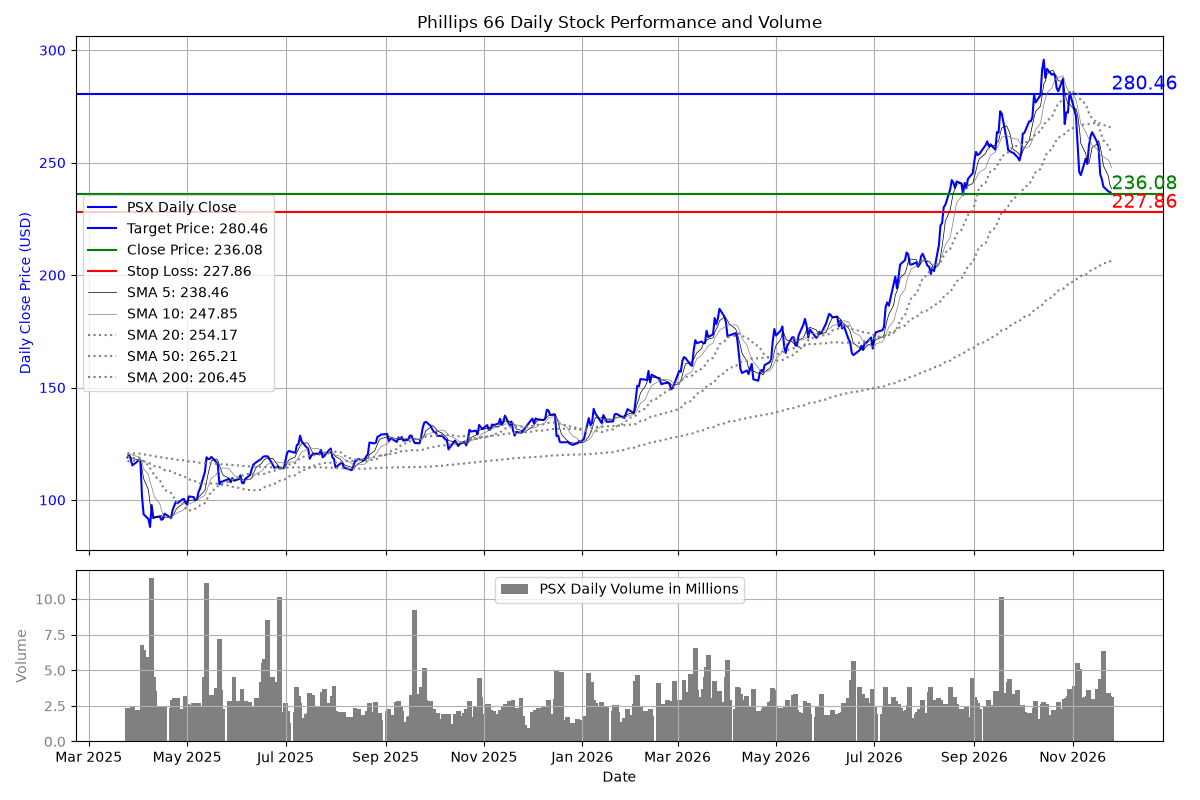 Phillips 66 Daily Stock Performance and Volume
300
250
200
150
100
Daily Close Price (USD)
280.46
236.08
227.86
PSX Daily Close
Target Price: 280.46
Close Price: 236.08
Stop Loss: 227.86
SMA 5: 238.46
SMA 10: 247.85
SMA 20: 254.17
SMA 50: 265.21
SMA 200: 206.45
PSX Daily Volume in Millions
10.0
7.5
5.0
2.5
0.0
Volume
Mar 2025 May 2025 Jul 2025 Sep 2025 Nov 2025 Jan 2026 Mar 2026 May 2026 Jul 2026 Sep 2026 Nov 2026
Date